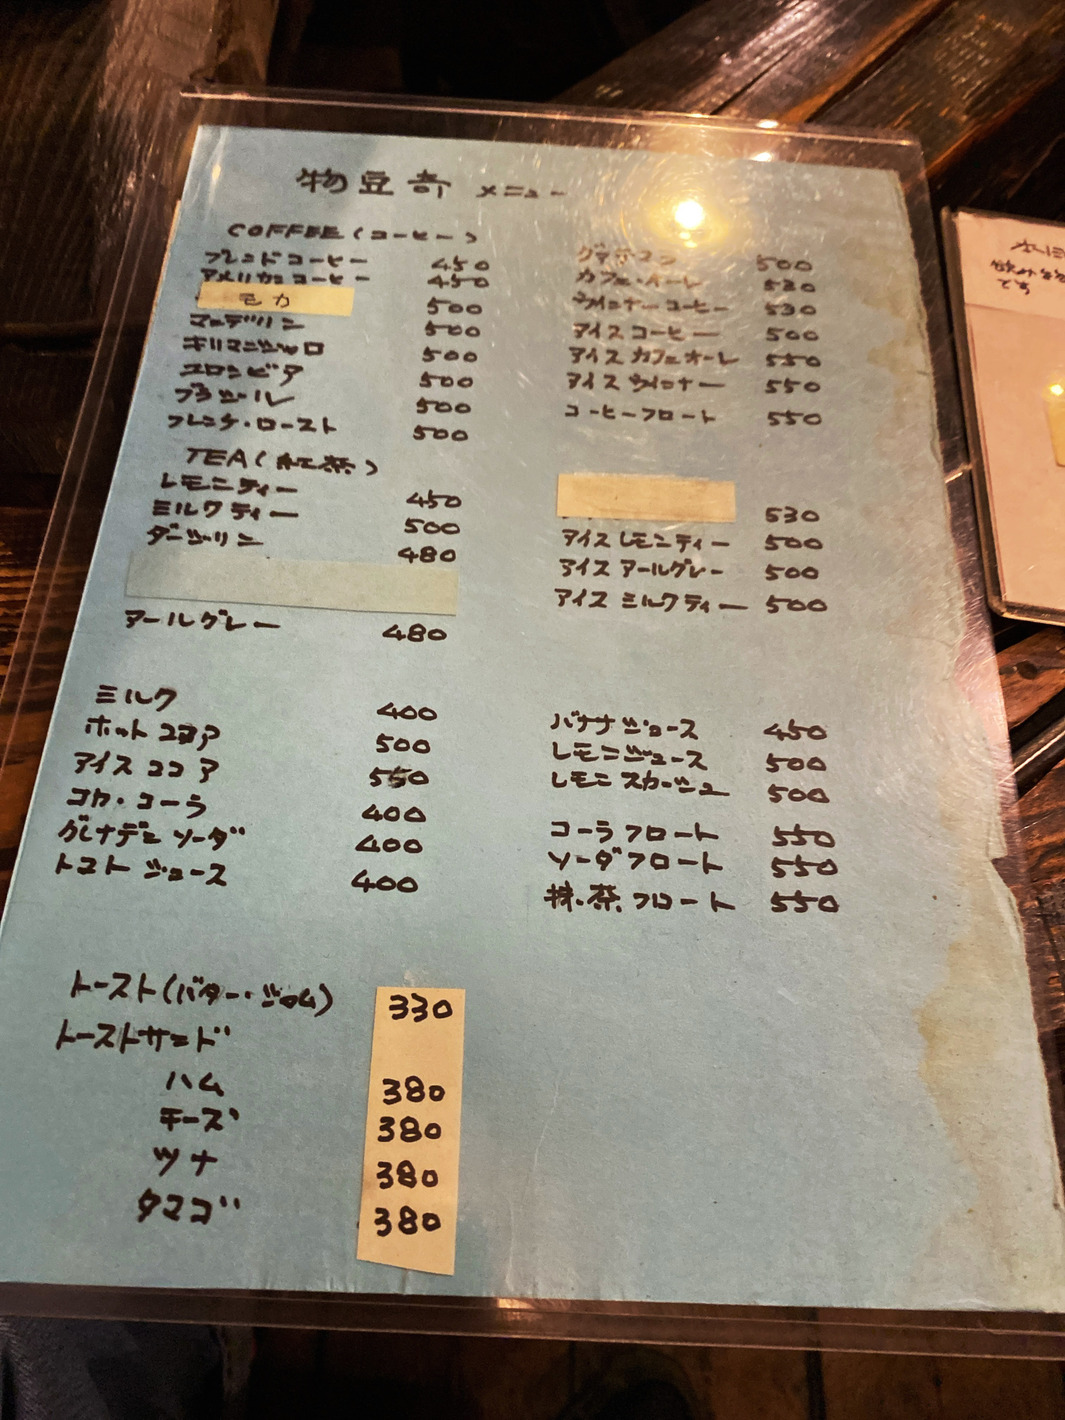 物豆奇 メニュー
COFFEE(コーヒー)
ブレンドコーヒー 450
アメリカンコーヒー 450
モカ 500
マンデリン 500
キリマンジャロ 500
コロンビア 500
ブラジル 500
フレンチ・ロースト 500
グァテマラ 500
カフェ・オーレ 530
ウインナーコーヒー 530
アイスコーヒー 500
アイスカフェオーレ 550
アイスウインナー 550
コーヒーフロート 550
TEA(紅茶)
レモンティー 450
ミルクティー 500
ダージリン 480
アールグレー 480
530
アイスレモンティー 500
アイスアールグレー 500
アイスミルクティー 500
ミルク 400
ホットココア 500
アイスココア 550
コカ・コーラ 400
グレナデンソーダ 400
トマトジュース 400
バナナジュース 450
レモンジュース 500
レモンスカッシュ 500
コーラフロート 550
ソーダフロート 550
抹茶フロート 550
トースト(バター・ジャム) 330
トーストサンド
ハム 380
チーズ 380
ツナ 380
タマゴ 380
です